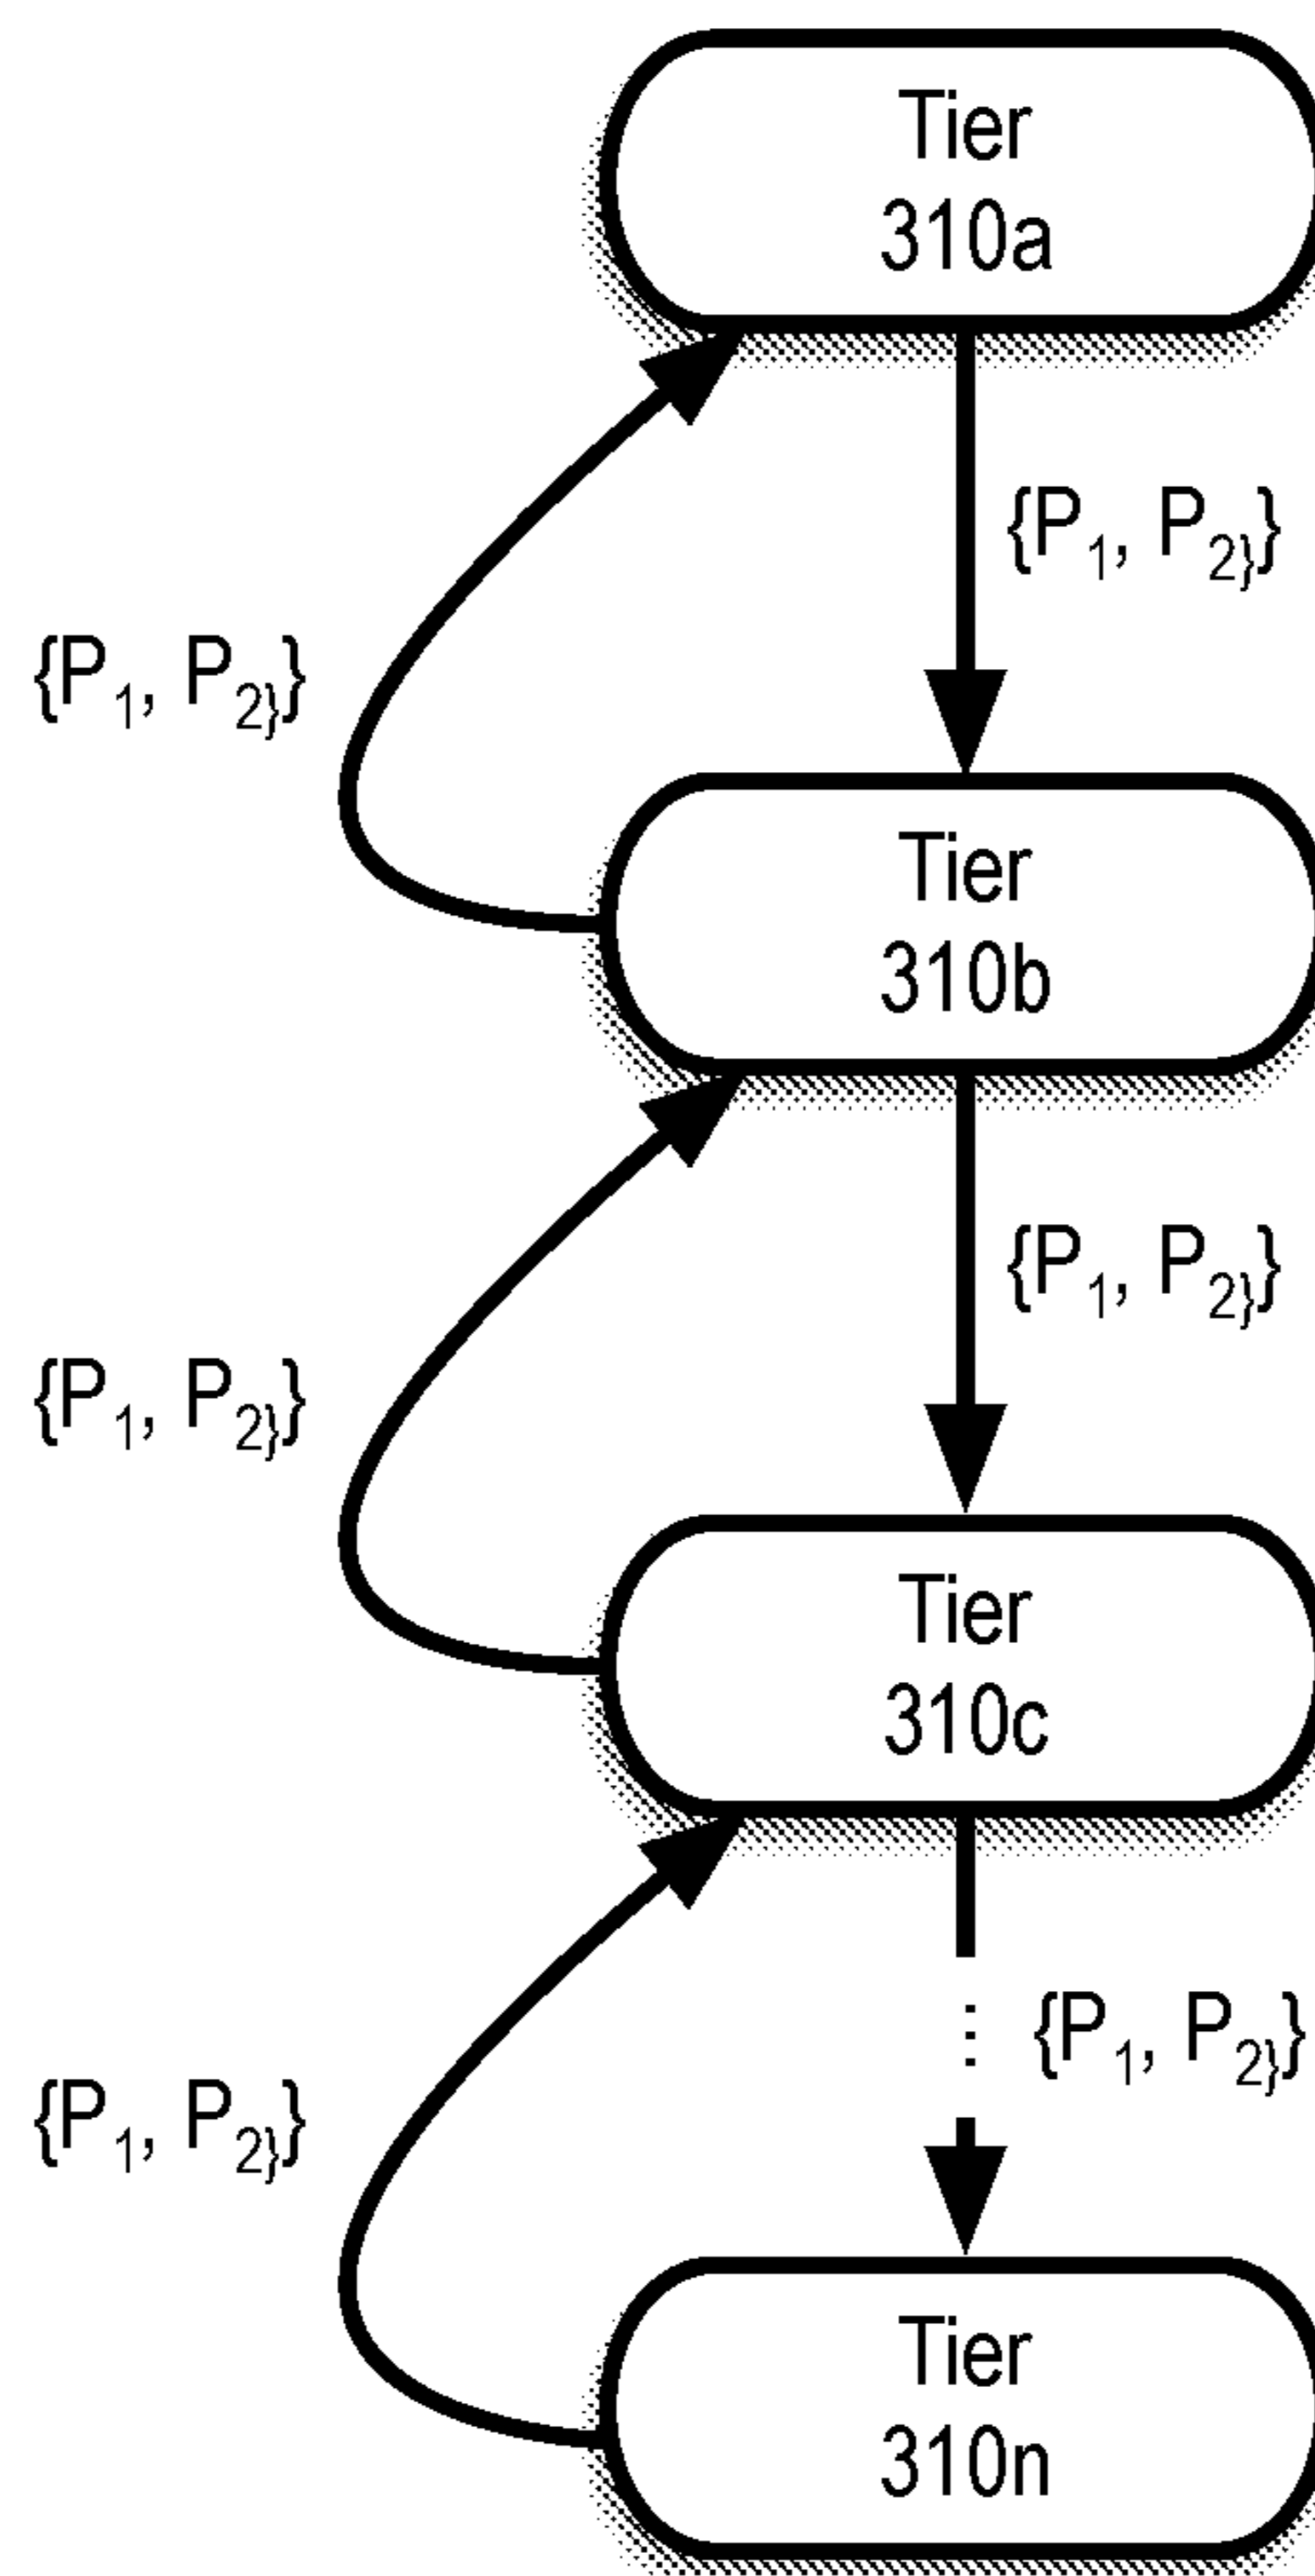 Tier
310a
{P₁, P₂}}
{P₁, P₂}}
Tier
310b
{P₁, P₂}}
{P₁, P₂}}
Tier
310c
⋮ {P₁, P₂}}
{P₁, P₂}}
Tier
310n